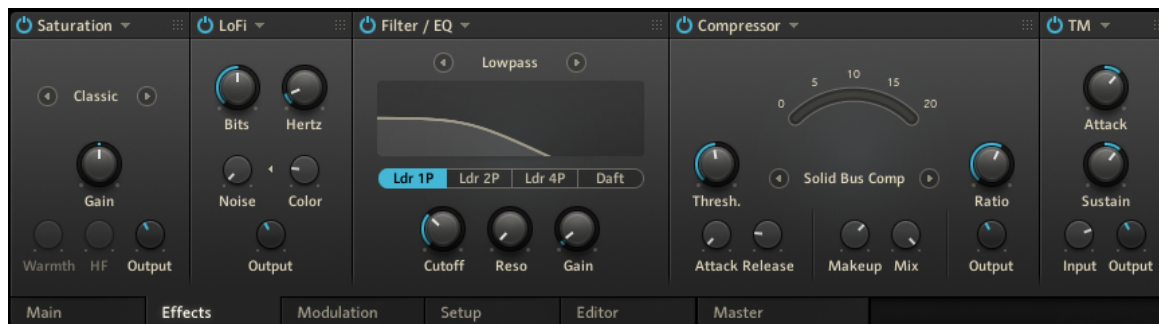 Saturation
Classic
Gain
Warmth HF Output
LoFi
Bits Hertz
Noise Color
Output
Filter / EQ
Lowpass
Ldr 1P Ldr 2P Ldr 4P Daft
Cutoff Reso Gain
Compressor
0 5 10 15 20
Thresh. Solid Bus Comp Ratio
Attack Release Makeup Mix Output
TM
Attack
Sustain
Input Output
Main Effects Modulation Setup Editor Master